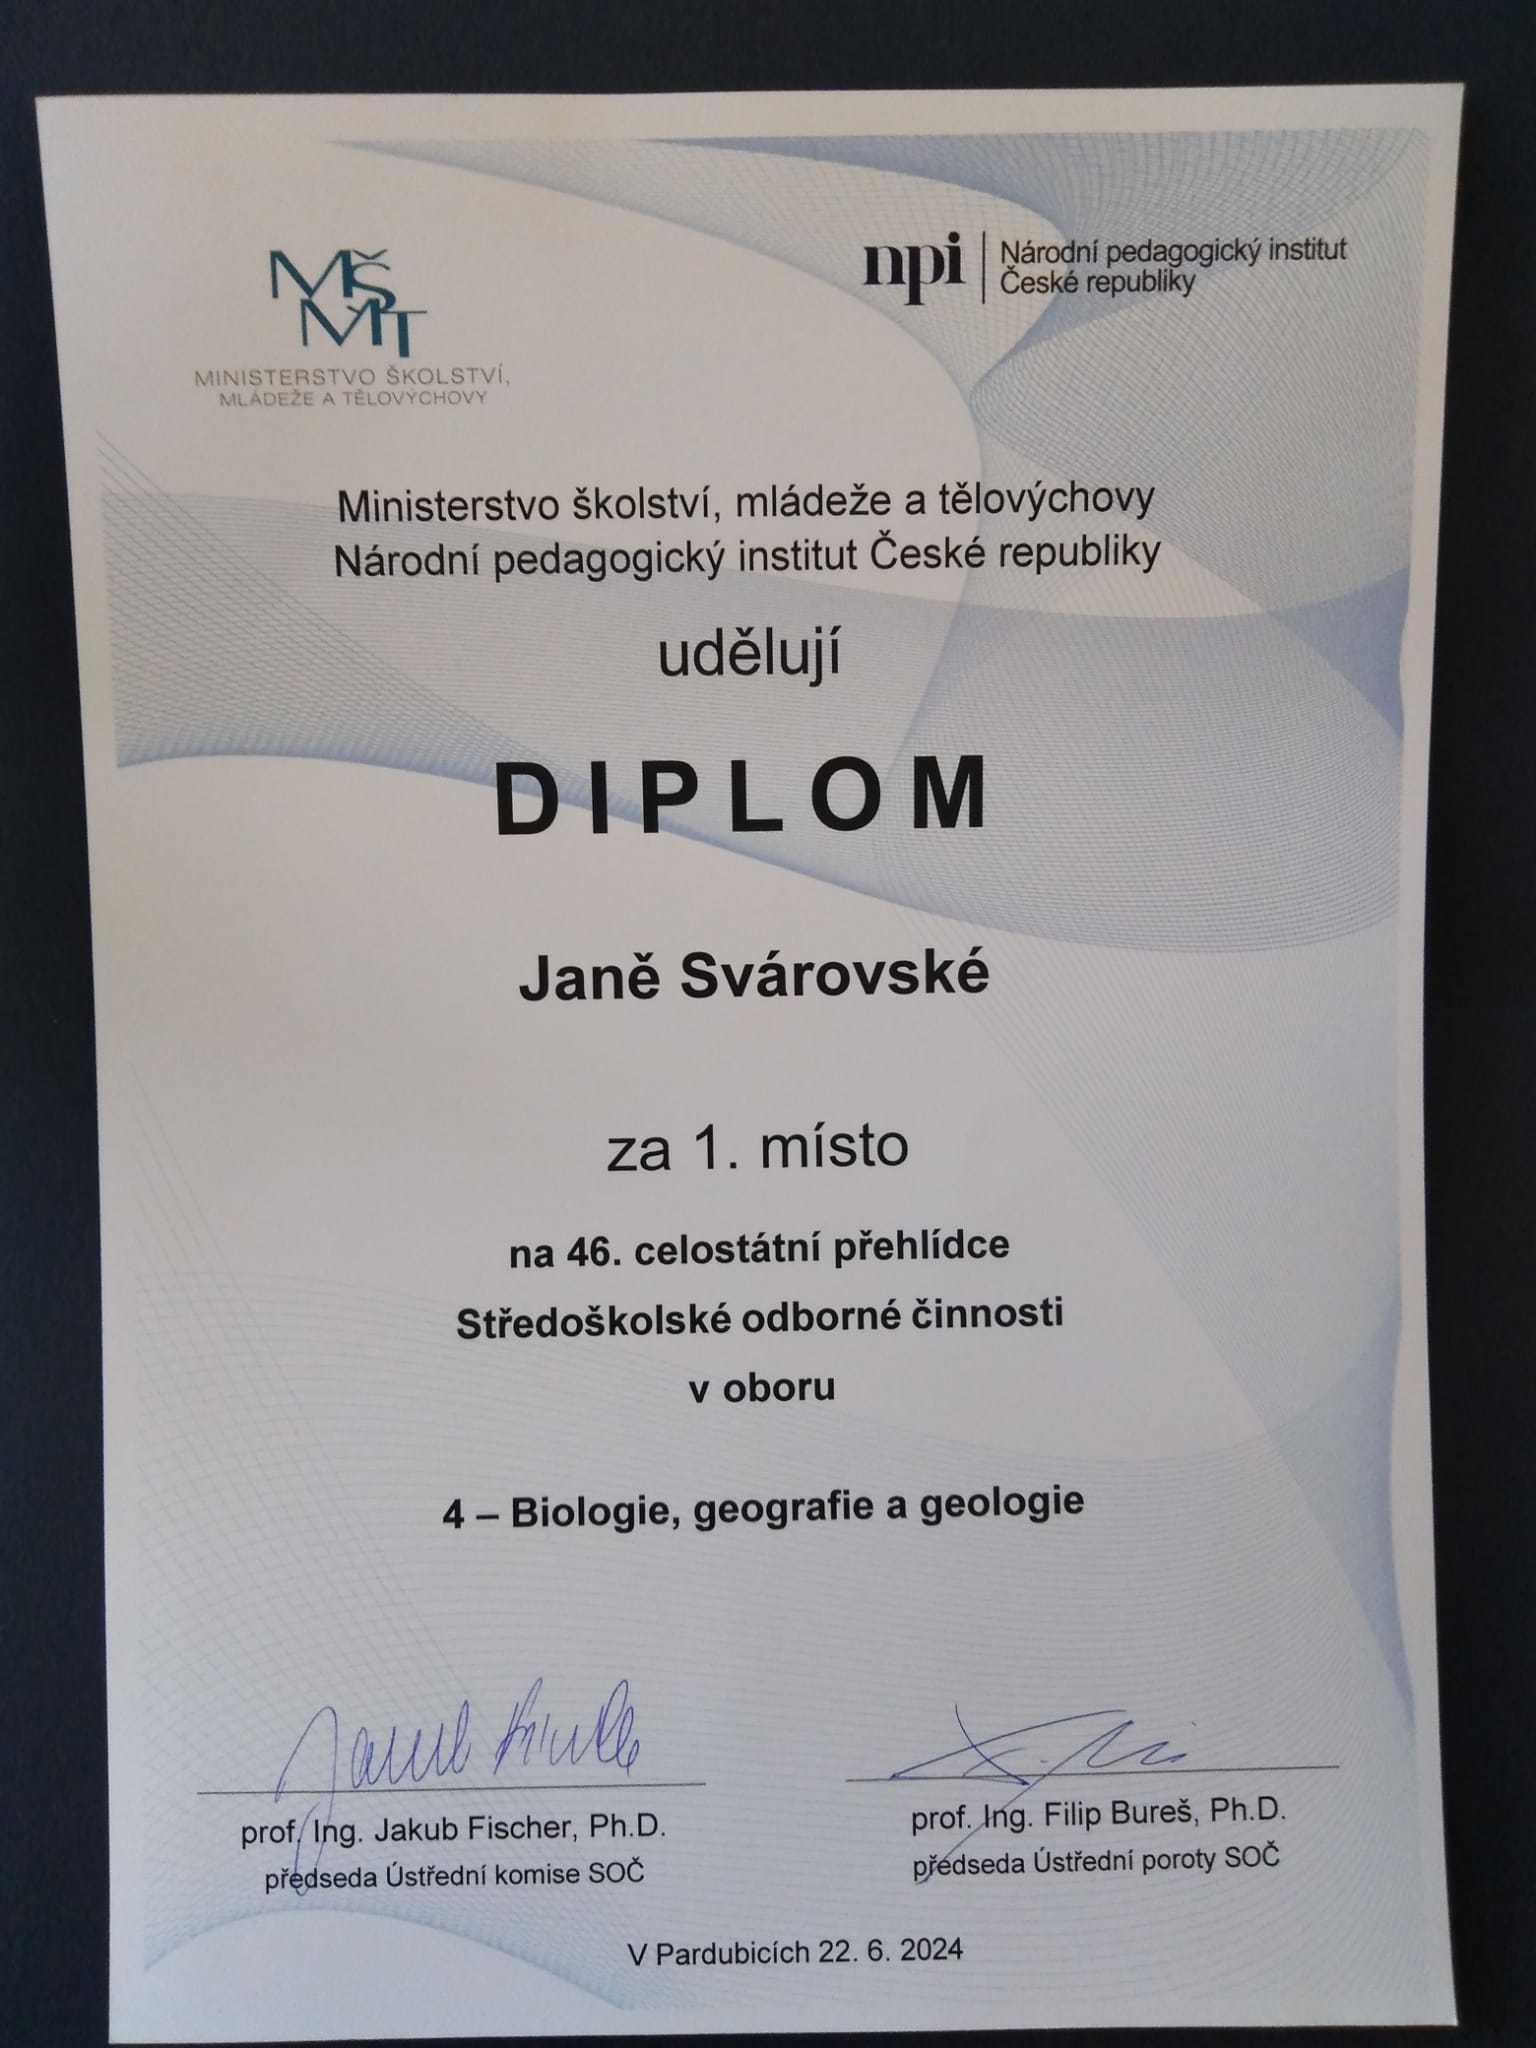 MŠMT
MINISTERSTVO ŠKOLSTVÍ,
MLÁDEŽE A TĚLOVÝCHOVY
npi
Národní pedagogický institut
České republiky
Ministerstvo školství, mládeže a tělovýchovy
Národní pedagogický institut České republiky
udělují
DIPLOM
Janě Svárovské
za 1. místo
na 46. celostátní přehlídce
Středoškolské odborné činnosti
v oboru
4 – Biologie, geografie a geologie
prof. Ing. Jakub Fischer, Ph.D.
předseda Ústřední komise SOČ
prof. Ing. Filip Bureš, Ph.D.
předseda Ústřední poroty SOČ
V Pardubicích 22. 6. 2024